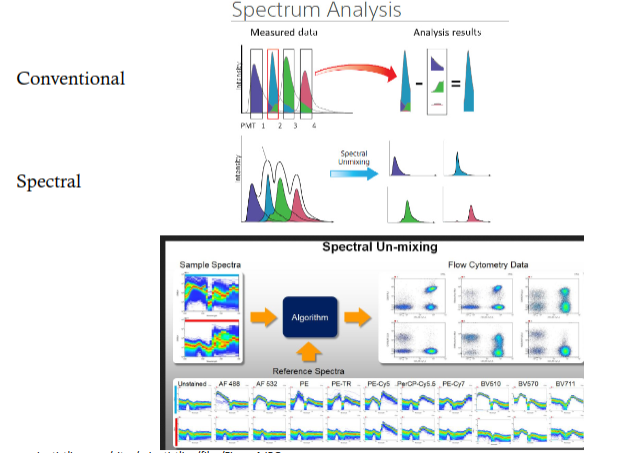 Spectrum Analysis
Measured data
Analysis results
Conventional
Intensity
PMT 1 2 3 4
- =
Spectral
Intensity
Spectral
Unmixing
Spectral Un-mixing
Sample Spectra
Flow Cytometry Data
Algorithm
Reference Spectra
Unstained AF 488 AF 532 PE PE-TR PE-Cy5 PerCP-Cy5.5 PE-Cy7 BV510 BV570 BV711